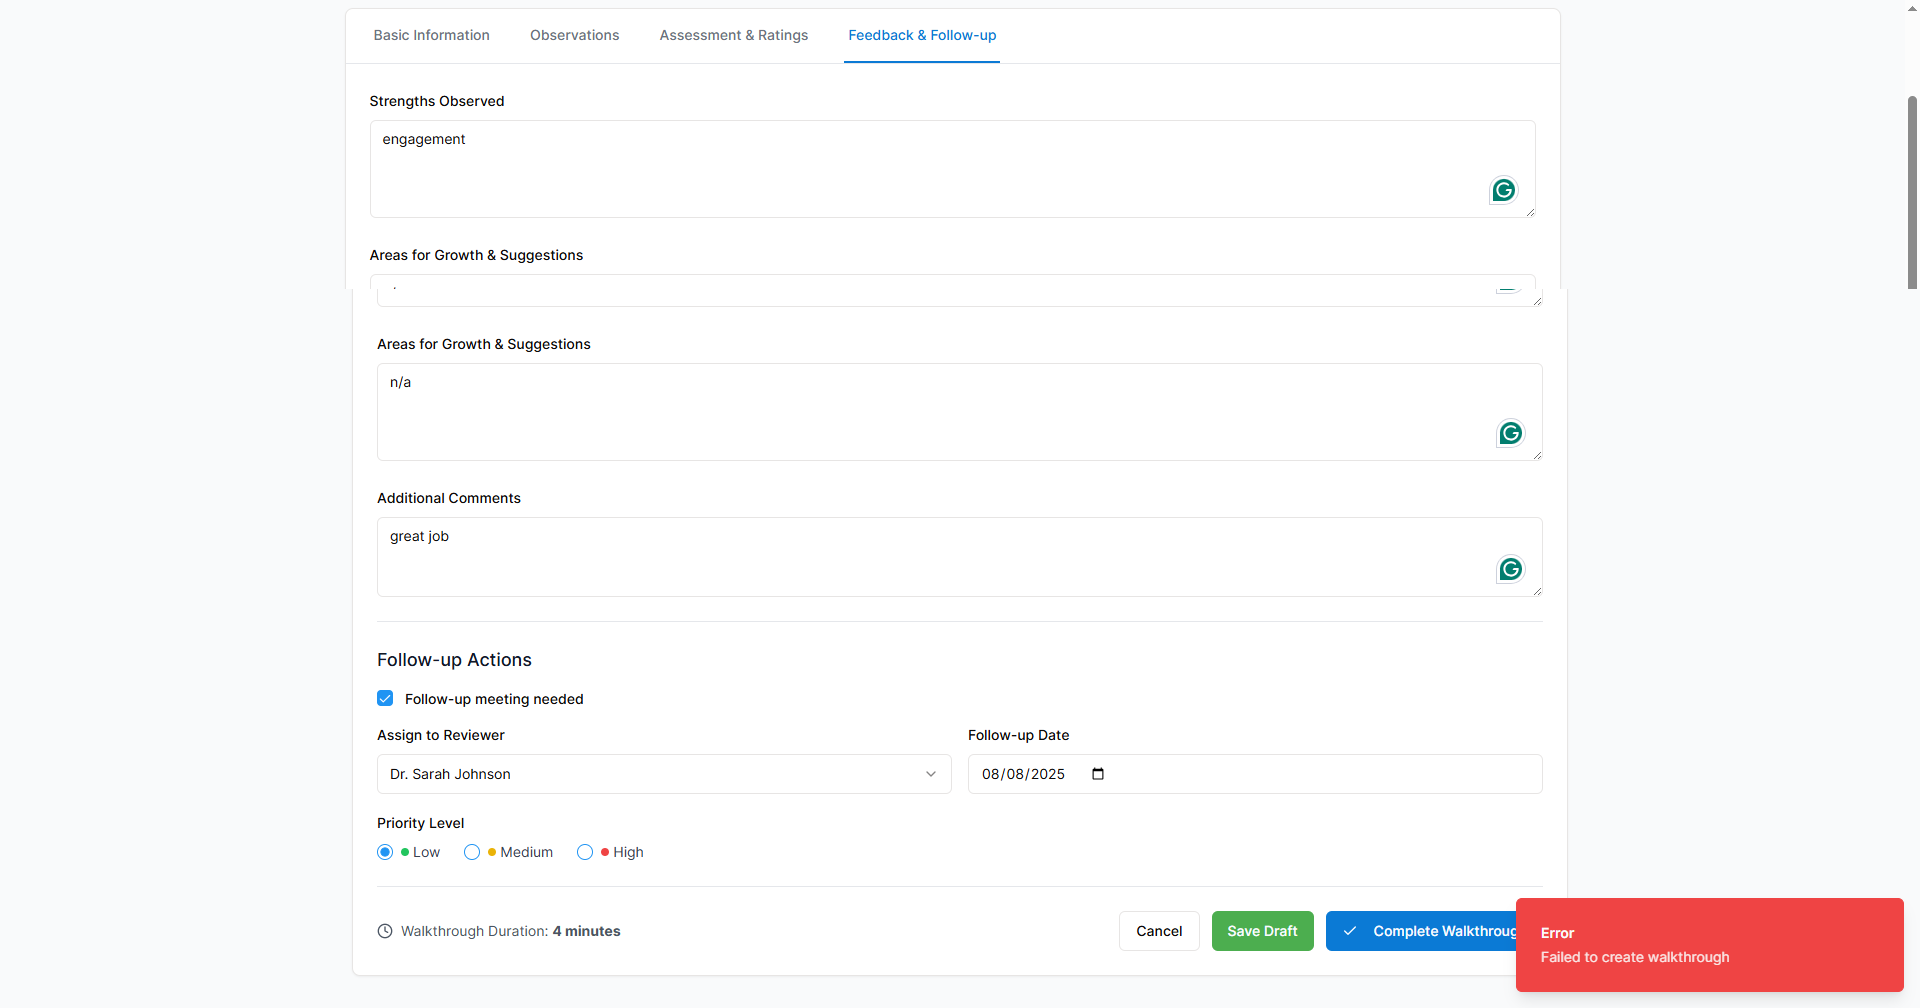 Basic Information
Observations
Assessment & Ratings
Feedback & Follow-up
Strengths Observed
engagement
Areas for Growth & Suggestions
Areas for Growth & Suggestions
n/a
Additional Comments
great job
Follow-up Actions
Follow-up meeting needed
Assign to Reviewer
Follow-up Date
Dr. Sarah Johnson
08/08/2025
Priority Level
Low
Medium
High
Walkthrough Duration: 4 minutes
Cancel
Save Draft
Complete Walkthroug
Error
Failed to create walkthrough